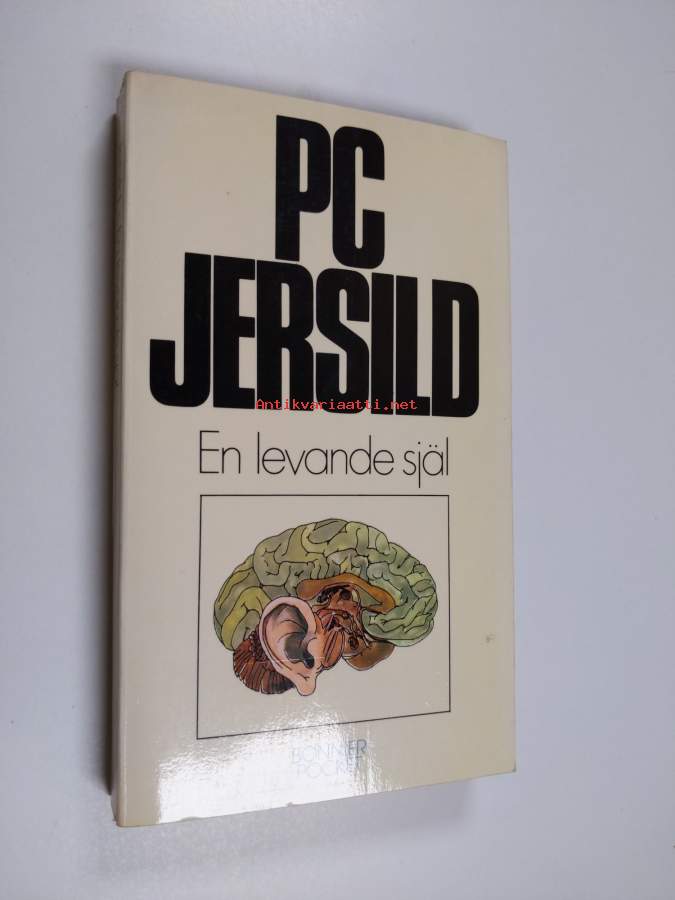 PC
JERSILD
Antikvariaatti.net
En levande själ
BONNIER
POCKET